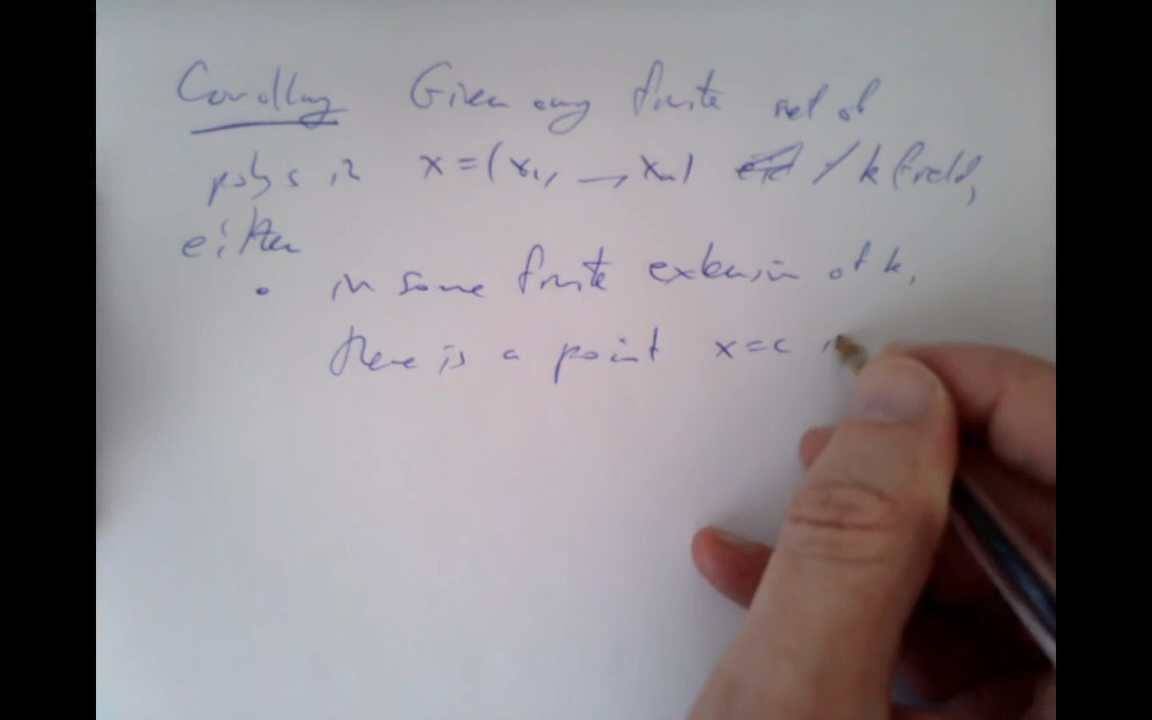 Corollary Given any finite set of
polys in x=(x₁, —, xₙ) / k field,
either
• in some finite extension of k,
there is a point x=c